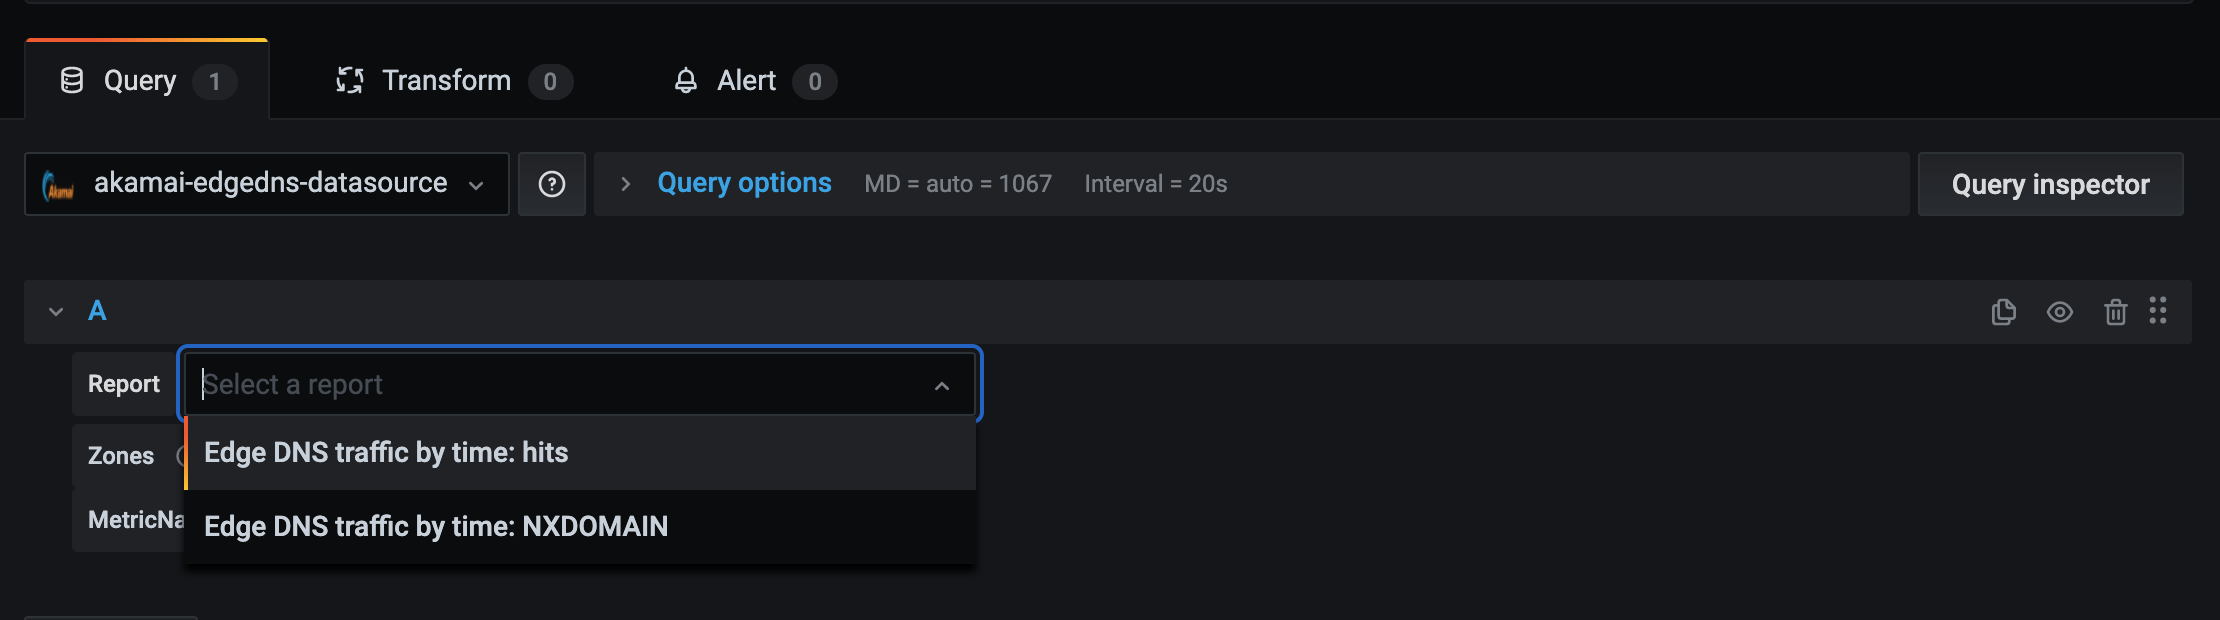 Query 1 Transform 0 Alert 0
Akamai akamai-edgedns-datasource Query options MD = auto = 1067 Interval = 20s Query inspector
A
Report Select a report
Zones Edge DNS traffic by time: hits
MetricNa Edge DNS traffic by time: NXDOMAIN